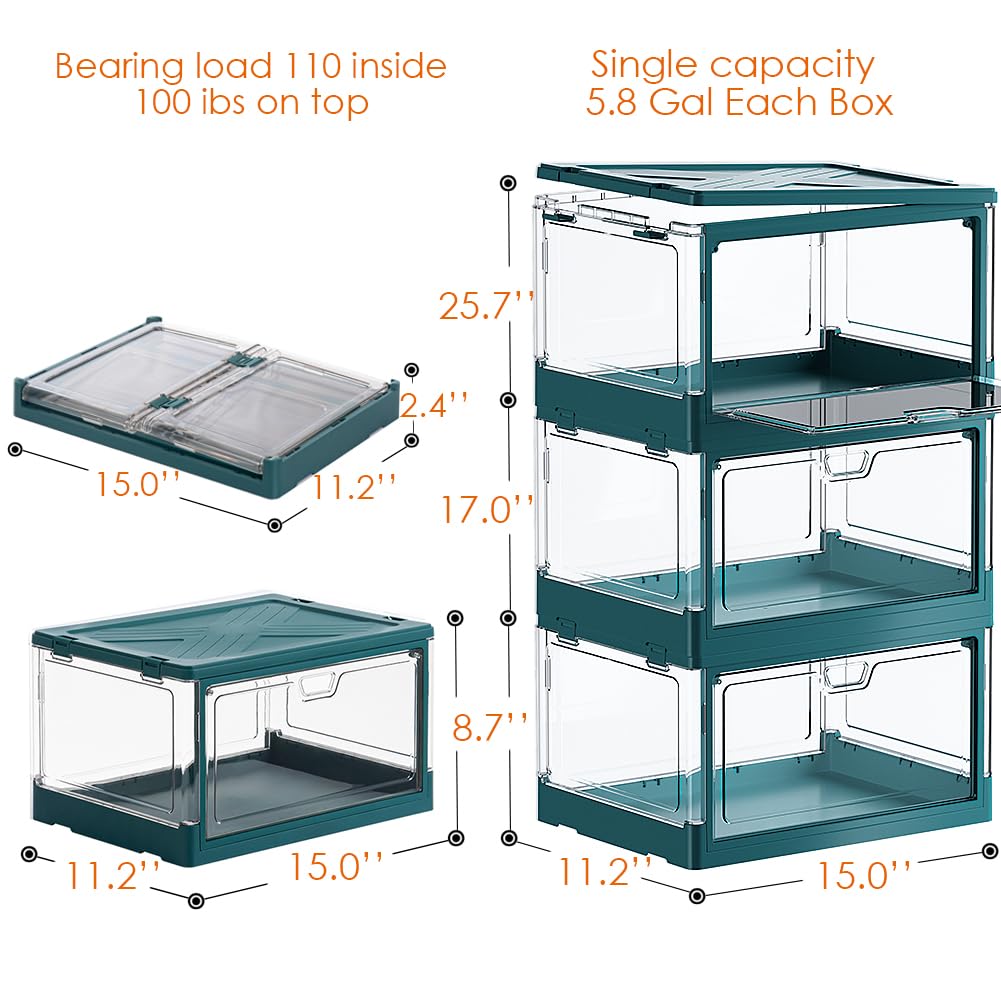 Bearing load 110 inside
100 ibs on top
Single capacity
5.8 Gal Each Box
25.7’’
2.4’’
15.0’’
11.2’’
17.0’’
8.7’’
11.2’’
15.0’’
11.2’’
15.0’’